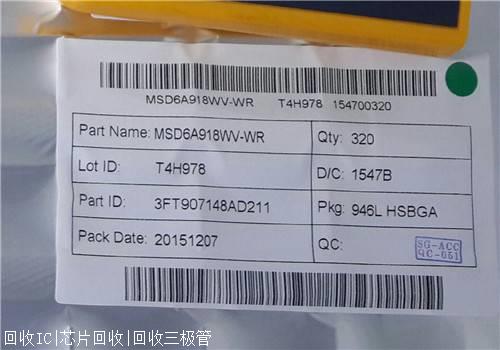 MSD6A918WV-WR T4H978 154700320
Part Name: MSD6A918WV-WR Qty: 320
Lot ID: T4H978 D/C: 1547B
Part ID: 3FT907148AD211 Pkg: 946L HSBGA
Pack Date: 20151207 QC: SG-ACC
QC-051
回收IC|芯片回收|回收三极管